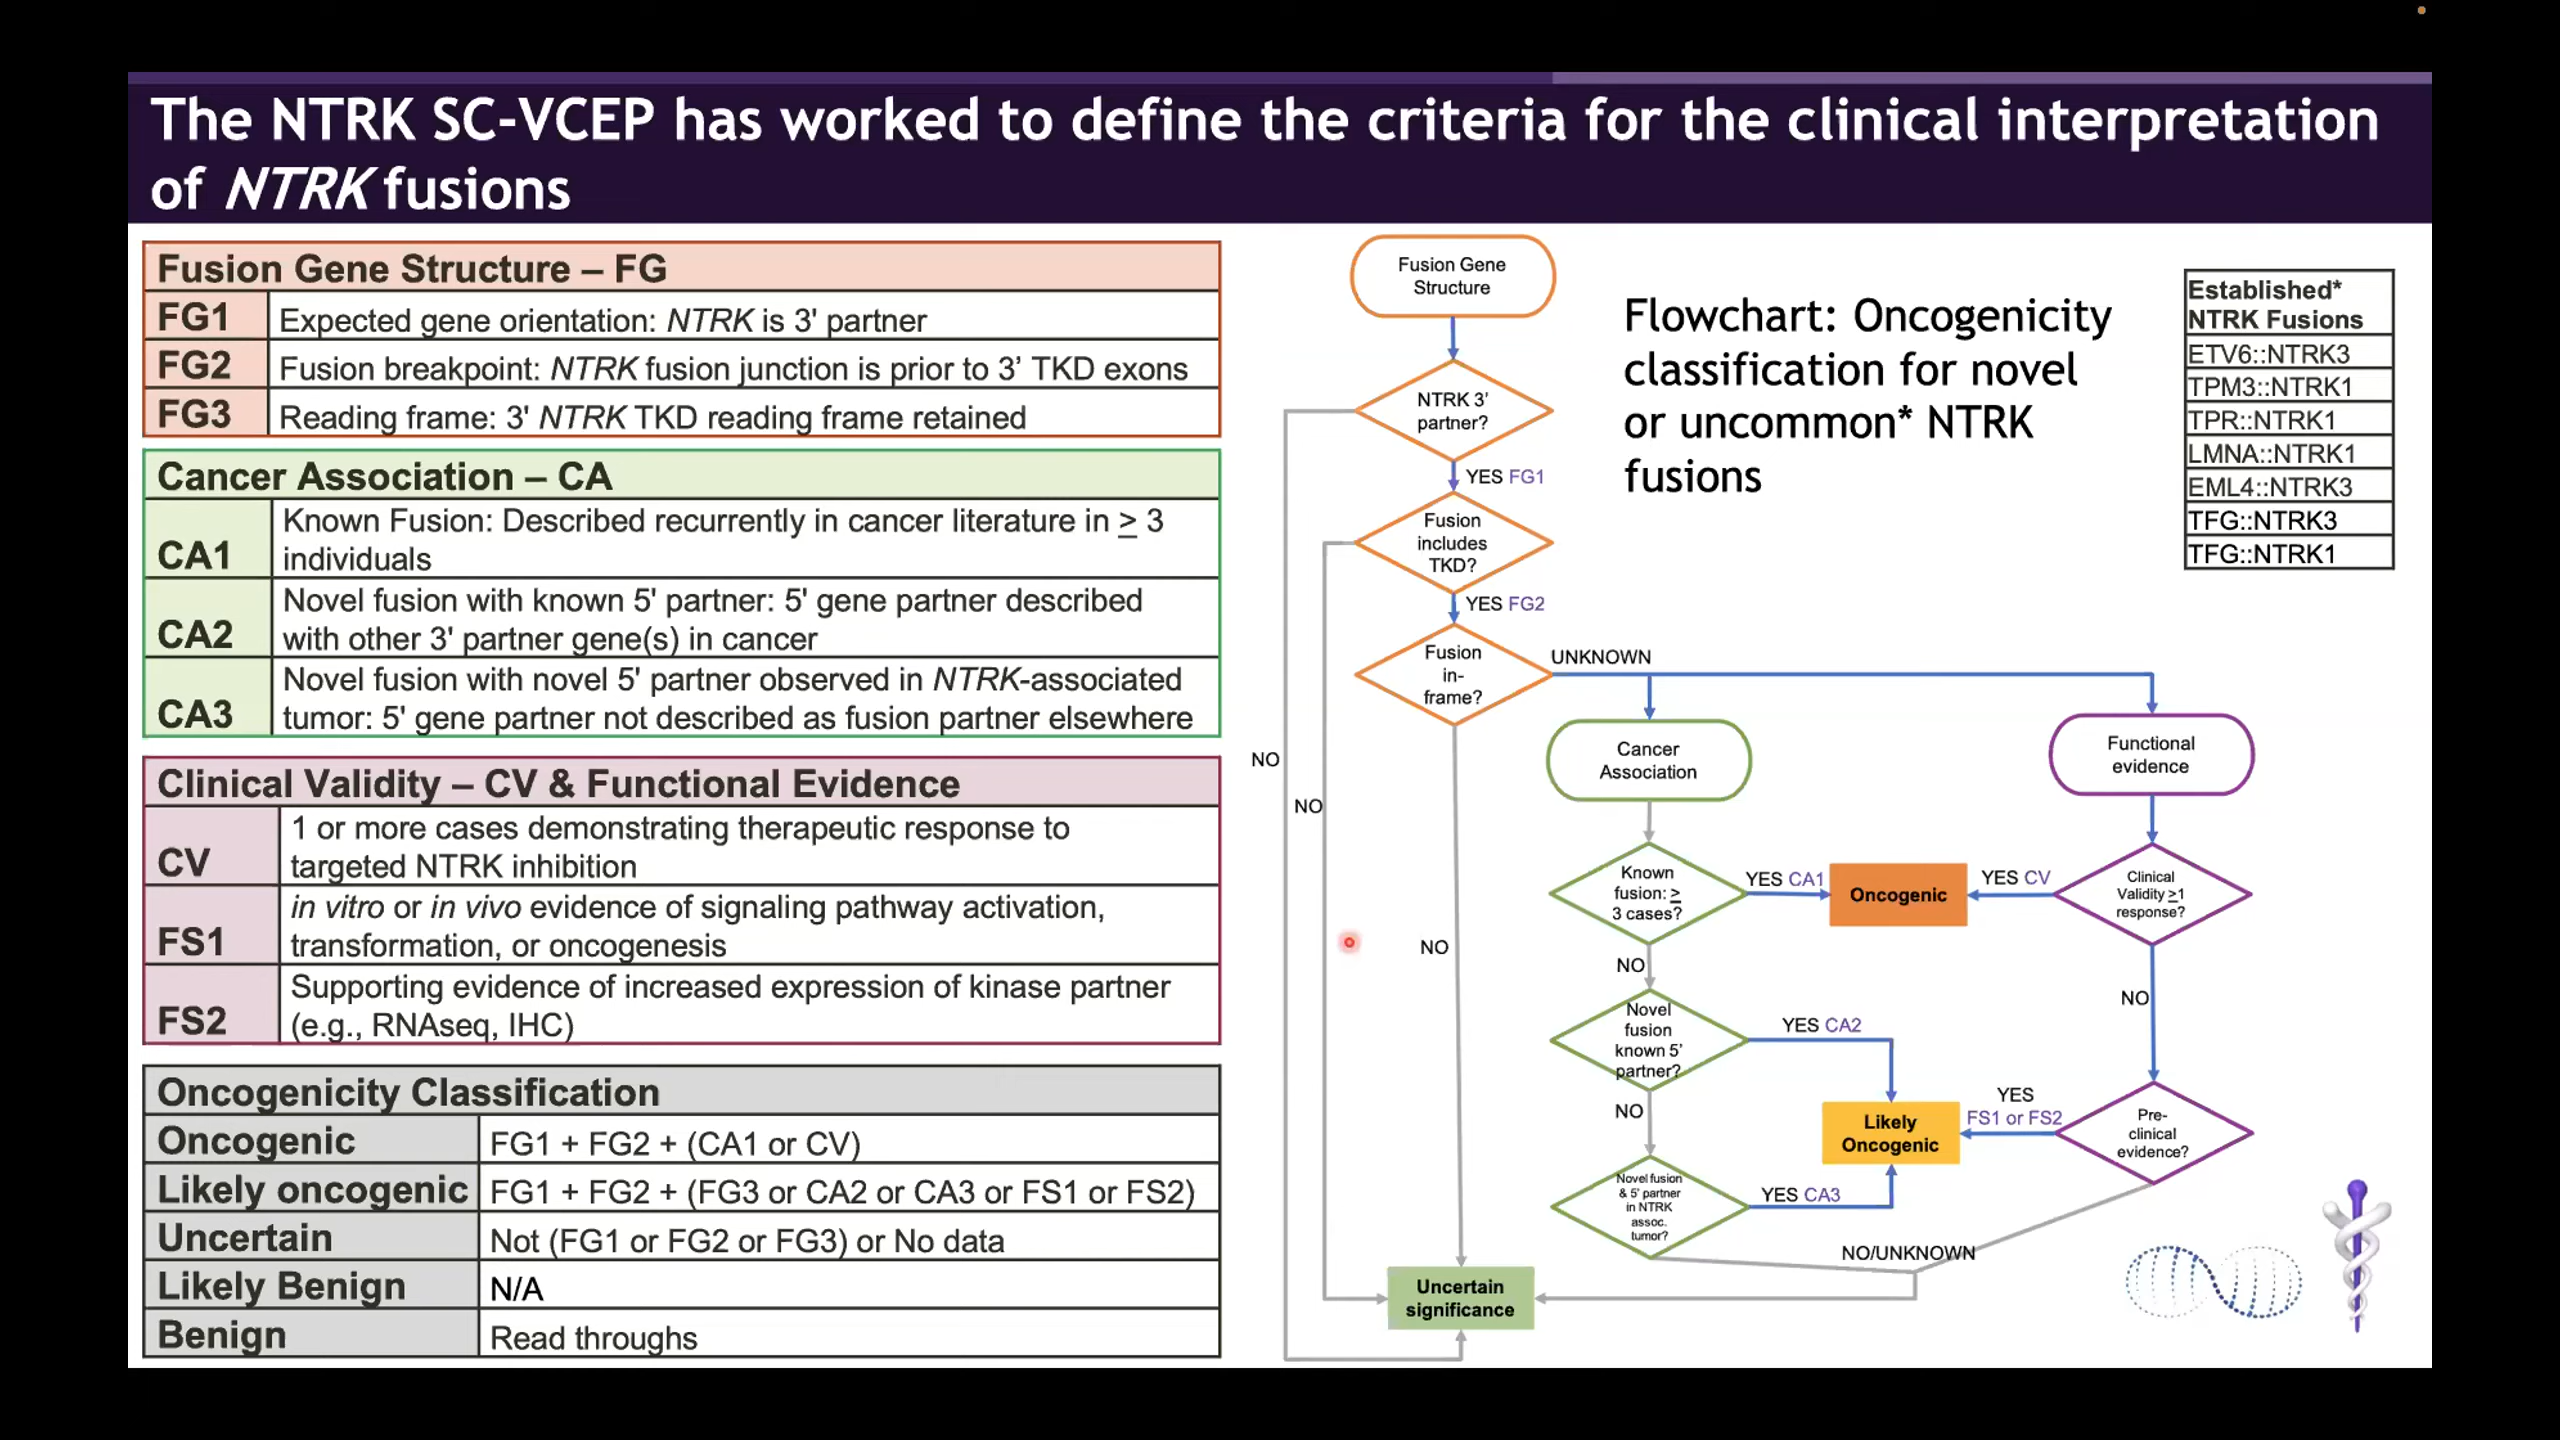 The NTRK SC-VCEP has worked to define the criteria for the clinical interpretation
of NTRK fusions
Fusion Gene Structure – FG
FG1 Expected gene orientation: NTRK is 3' partner
FG2 Fusion breakpoint: NTRK fusion junction is prior to 3’ TKD exons
FG3 Reading frame: 3' NTRK TKD reading frame retained
Cancer Association – CA
CA1 Known Fusion: Described recurrently in cancer literature in ≥ 3
individuals
CA2 Novel fusion with known 5' partner: 5' gene partner described
with other 3' partner gene(s) in cancer
CA3 Novel fusion with novel 5' partner observed in NTRK-associated
tumor: 5' gene partner not described as fusion partner elsewhere
Clinical Validity – CV & Functional Evidence
CV 1 or more cases demonstrating therapeutic response to
targeted NTRK inhibition
FS1 in vitro or in vivo evidence of signaling pathway activation,
transformation, or oncogenesis
FS2 Supporting evidence of increased expression of kinase partner
(e.g., RNAseq, IHC)
Oncogenicity Classification
Oncogenic FG1 + FG2 + (CA1 or CV)
Likely oncogenic FG1 + FG2 + (FG3 or CA2 or CA3 or FS1 or FS2)
Uncertain Not (FG1 or FG2 or FG3) or No data
Likely Benign N/A
Benign Read throughs
Fusion Gene
Structure
NTRK 3’
partner?
YES FG1
Fusion
includes
TKD?
YES FG2
Fusion
in-
frame?
UNKNOWN
NO
NO
NO
Flowchart: Oncogenicity
classification for novel
or uncommon* NTRK
fusions
Established*
NTRK Fusions
ETV6::NTRK3
TPM3::NTRK1
TPR::NTRK1
LMNA::NTRK1
EML4::NTRK3
TFG::NTRK3
TFG::NTRK1
Cancer
Association
Known
fusion: ≥
3 cases?
YES CA1
NO
Novel
fusion
known 5’
partner?
YES CA2
NO
Novel fusion
& 5’ partner
in NTRK
assoc.
tumor?
YES CA3
Oncogenic
Likely
Oncogenic
Functional
evidence
Clinical
Validity ≥1
response?
YES CV
NO
Pre-
clinical
evidence?
YES
FS1 or FS2
NO/UNKNOWN
Uncertain
significance